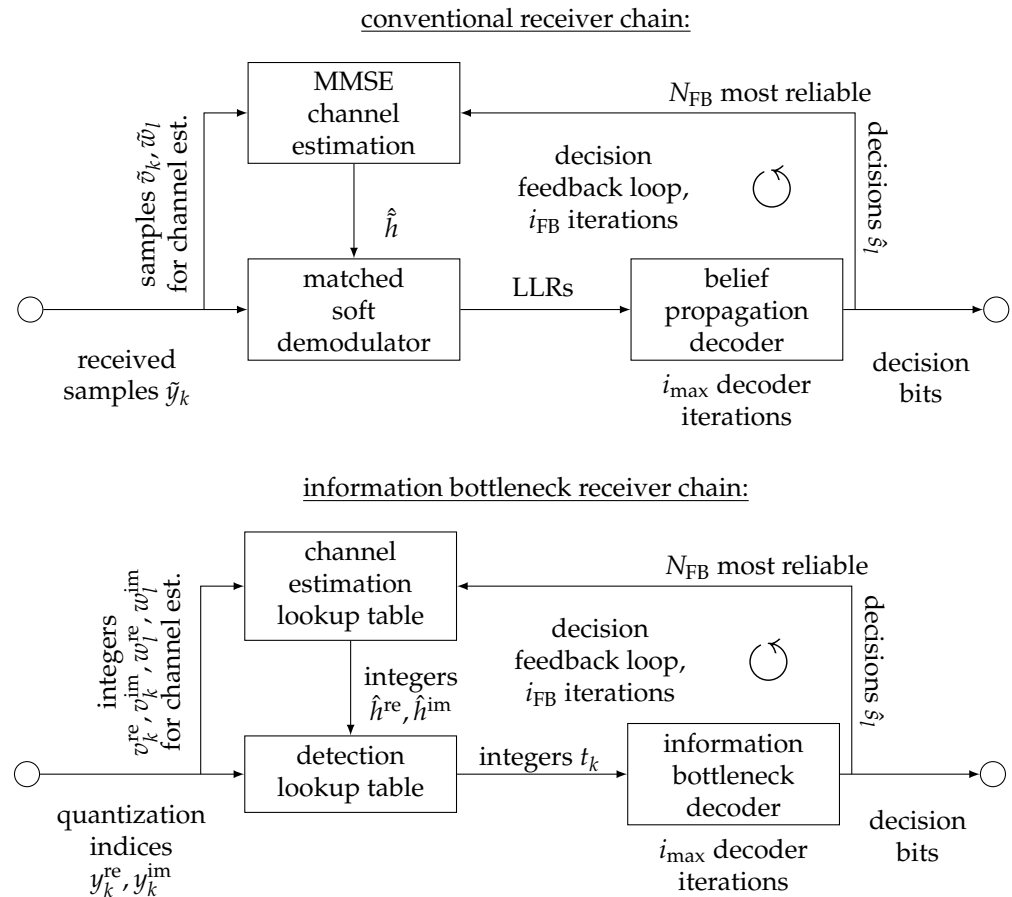 conventional receiver chain:
MMSE
channel
estimation
N_FB most reliable
samples ṽ_k, w̃_l
for channel est.
decision
feedback loop,
i_FB iterations
decisions ŝ_l
ĥ̃
matched
soft
demodulator
LLRs
belief
propagation
decoder
received
samples ỹ_k
i_max decoder
iterations
decision
bits
information bottleneck receiver chain:
channel
estimation
lookup table
N_FB most reliable
integers
v_k^re, v_k^im, w_l^re, w_l^im
for channel est.
decision
feedback loop,
i_FB iterations
decisions ŝ_l
integers
ĥ^re, ĥ^im
detection
lookup table
integers t_k
information
bottleneck
decoder
quantization
indices
y_k^re, y_k^im
i_max decoder
iterations
decision
bits